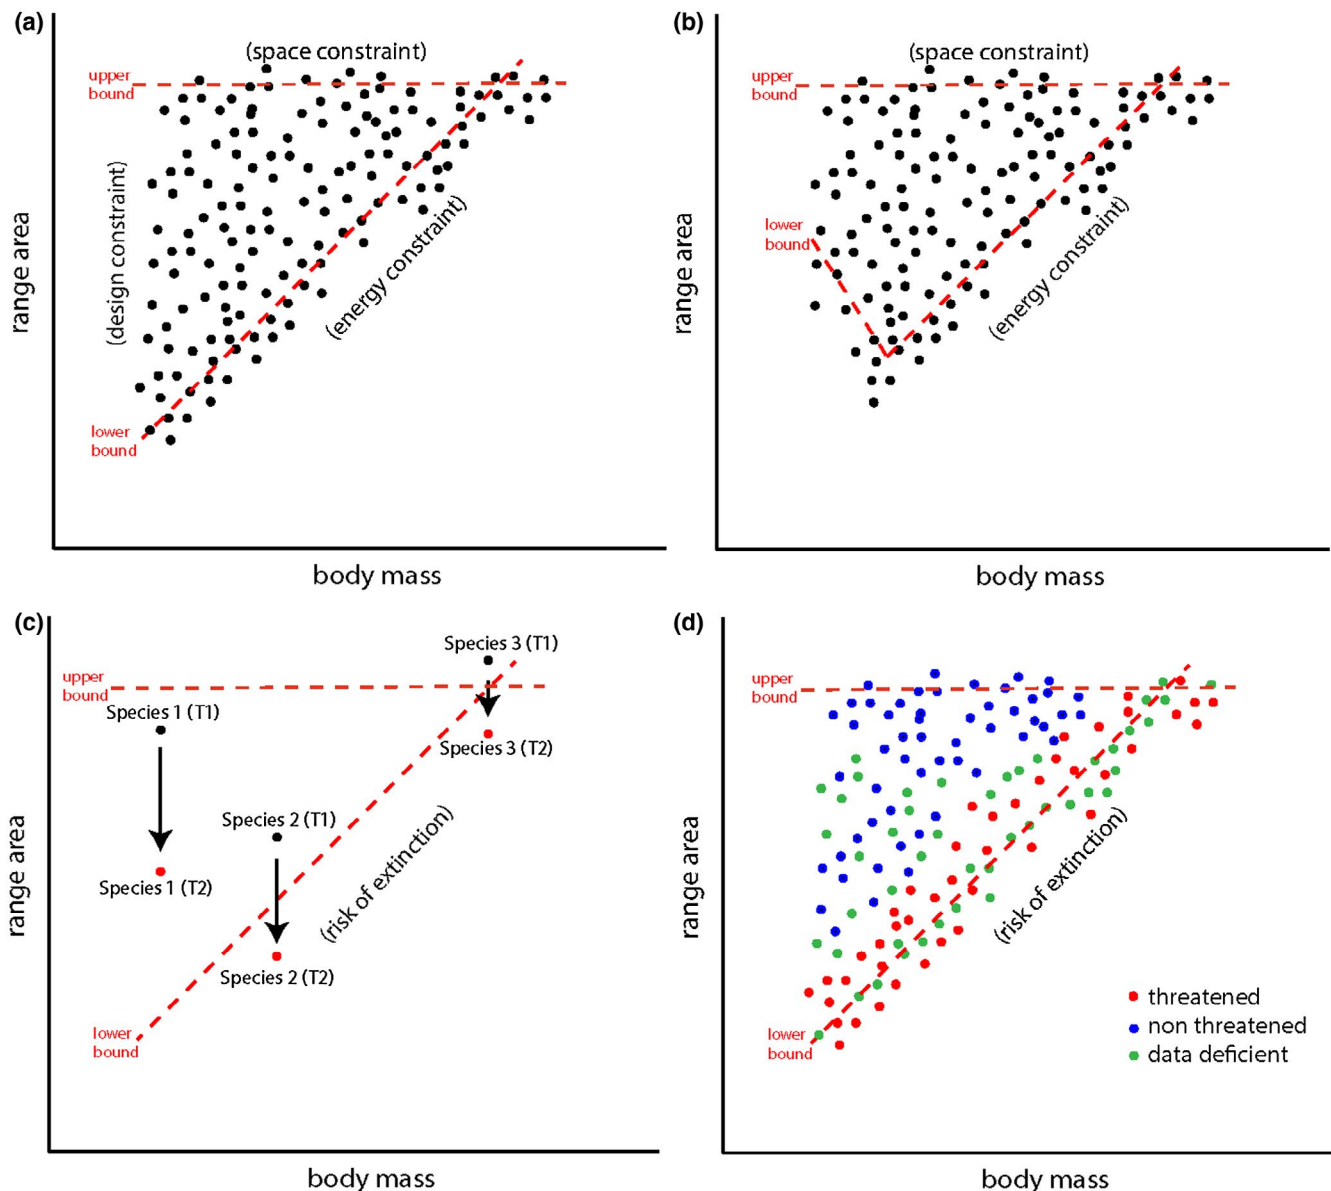 (a)
(space constraint)
upper
bound
(design constraint)
(energy constraint)
lower
bound
range area
body mass
(b)
(space constraint)
upper
bound
lower
bound
(energy constraint)
range area
body mass
(c)
Species 3 (T1)
upper
bound
Species 1 (T1)
Species 3 (T2)
Species 2 (T1)
Species 1 (T2)
(risk of extinction)
Species 2 (T2)
lower
bound
range area
body mass
(d)
upper
bound
(risk of extinction)
lower
bound
threatened
non threatened
data deficient
range area
body mass